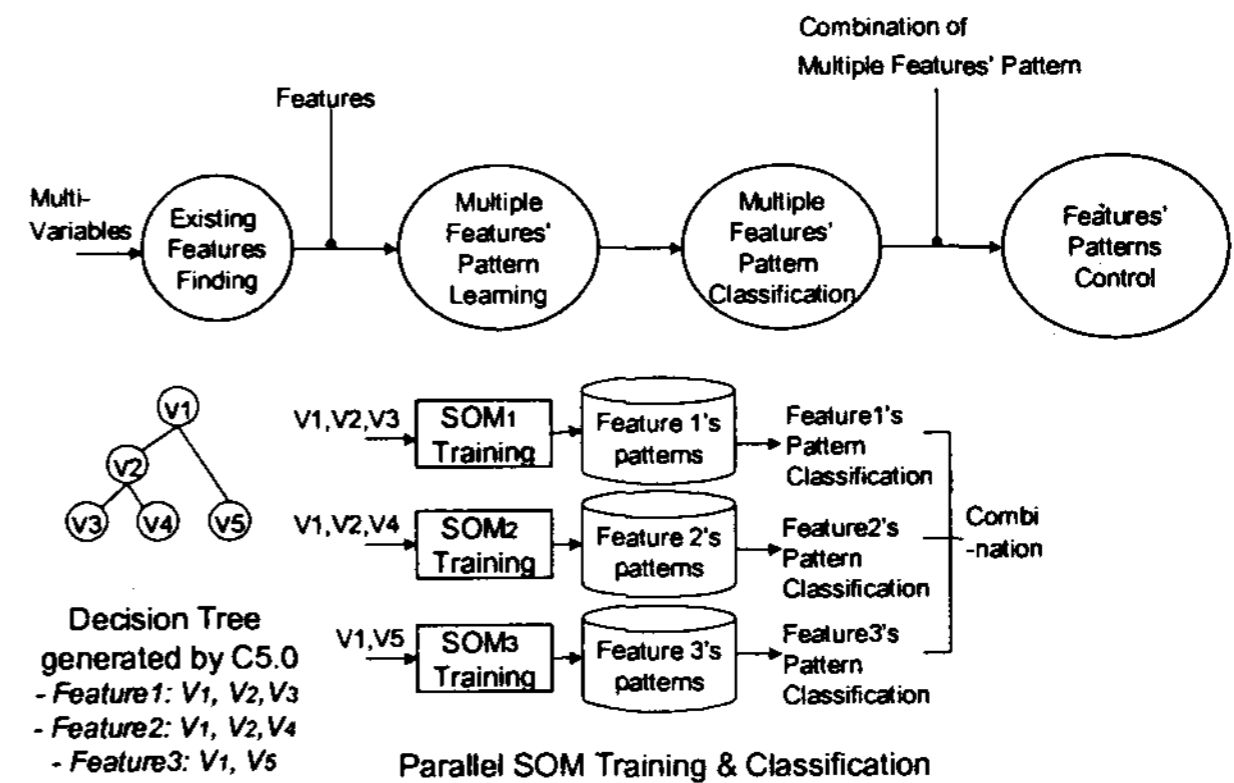 Combination of
Multiple Features' Pattern
Features
Multi-
Variables
Existing
Features
Finding
Multiple
Features'
Pattern
Learning
Multiple
Features'
Pattern
Classification
Features'
Patterns
Control
V1
V2
V3
V4
V5
Decision Tree
generated by C5.0
- Feature1: V1, V2,V3
- Feature2: V1, V2,V4
- Feature3: V1, V5
V1,V2,V3
SOM1
Training
Feature 1's
patterns
Feature1's
Pattern
Classification
V1,V2,V4
SOM2
Training
Feature 2's
patterns
Feature2's
Pattern
Classification
V1,V5
SOM3
Training
Feature 3's
patterns
Feature3's
Pattern
Classification
Combi
-nation
Parallel SOM Training & Classification